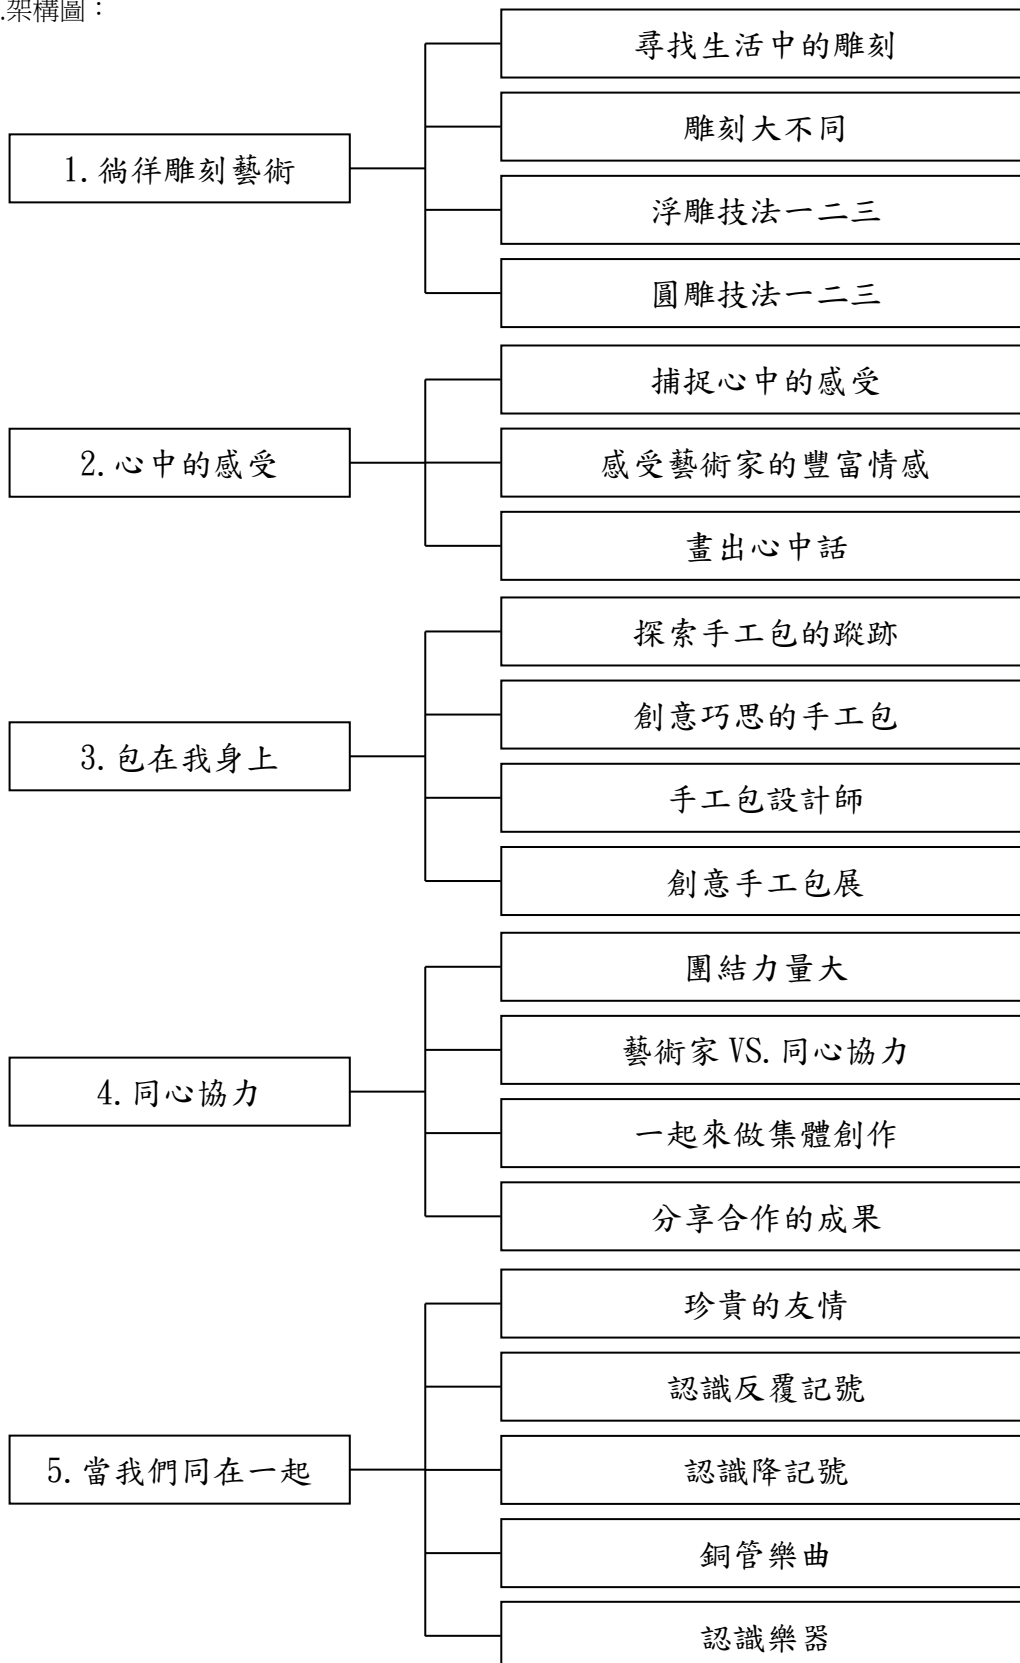 .架構圖：
1.徜徉雕刻藝術
尋找生活中的雕刻
雕刻大不同
浮雕技法一二三
圓雕技法一二三
2.心中的感受
捕捉心中的感受
感受藝術家的豐富情感
畫出心中話
3.包在我身上
探索手工包的蹤跡
創意巧思的手工包
手工包設計師
創意手工包展
4.同心協力
團結力量大
藝術家 VS.同心協力
一起來做集體創作
分享合作的成果
5.當我們同在一起
珍貴的友情
認識反覆記號
認識降記號
銅管樂曲
認識樂器